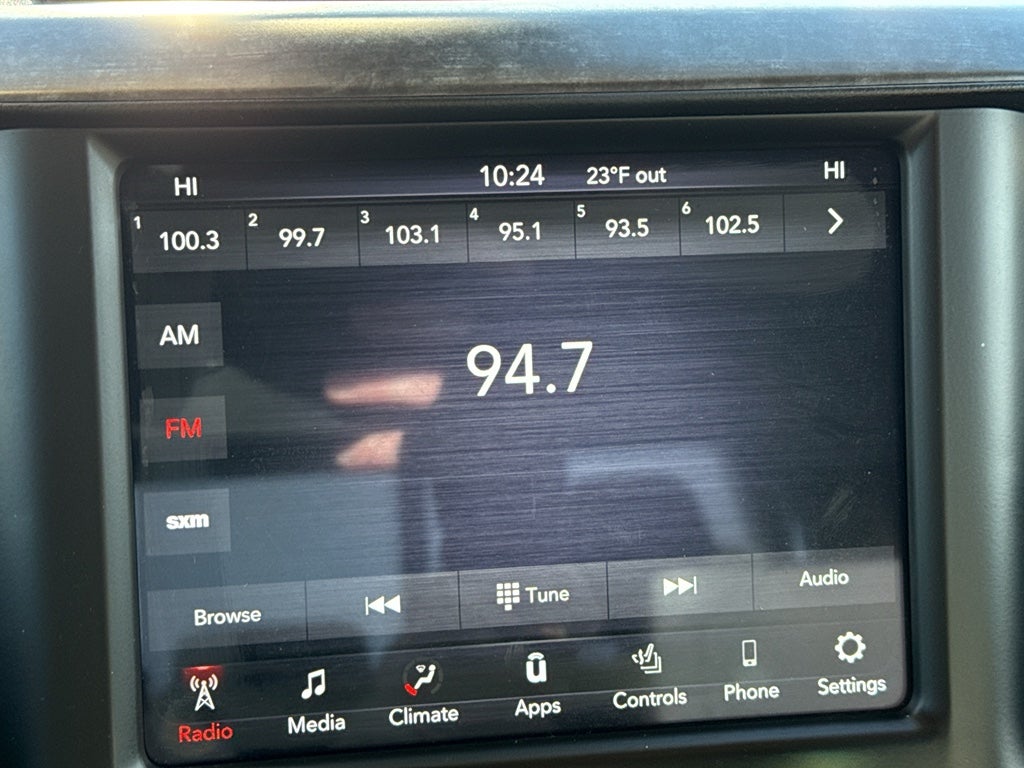 HI 10:24 23°F out HI
1 100.3 2 99.7 3 103.1 4 95.1 5 93.5 6 102.5
AM
94.7
FM
sxm
Browse Tune Audio
Radio Media Climate Apps Controls Phone Settings